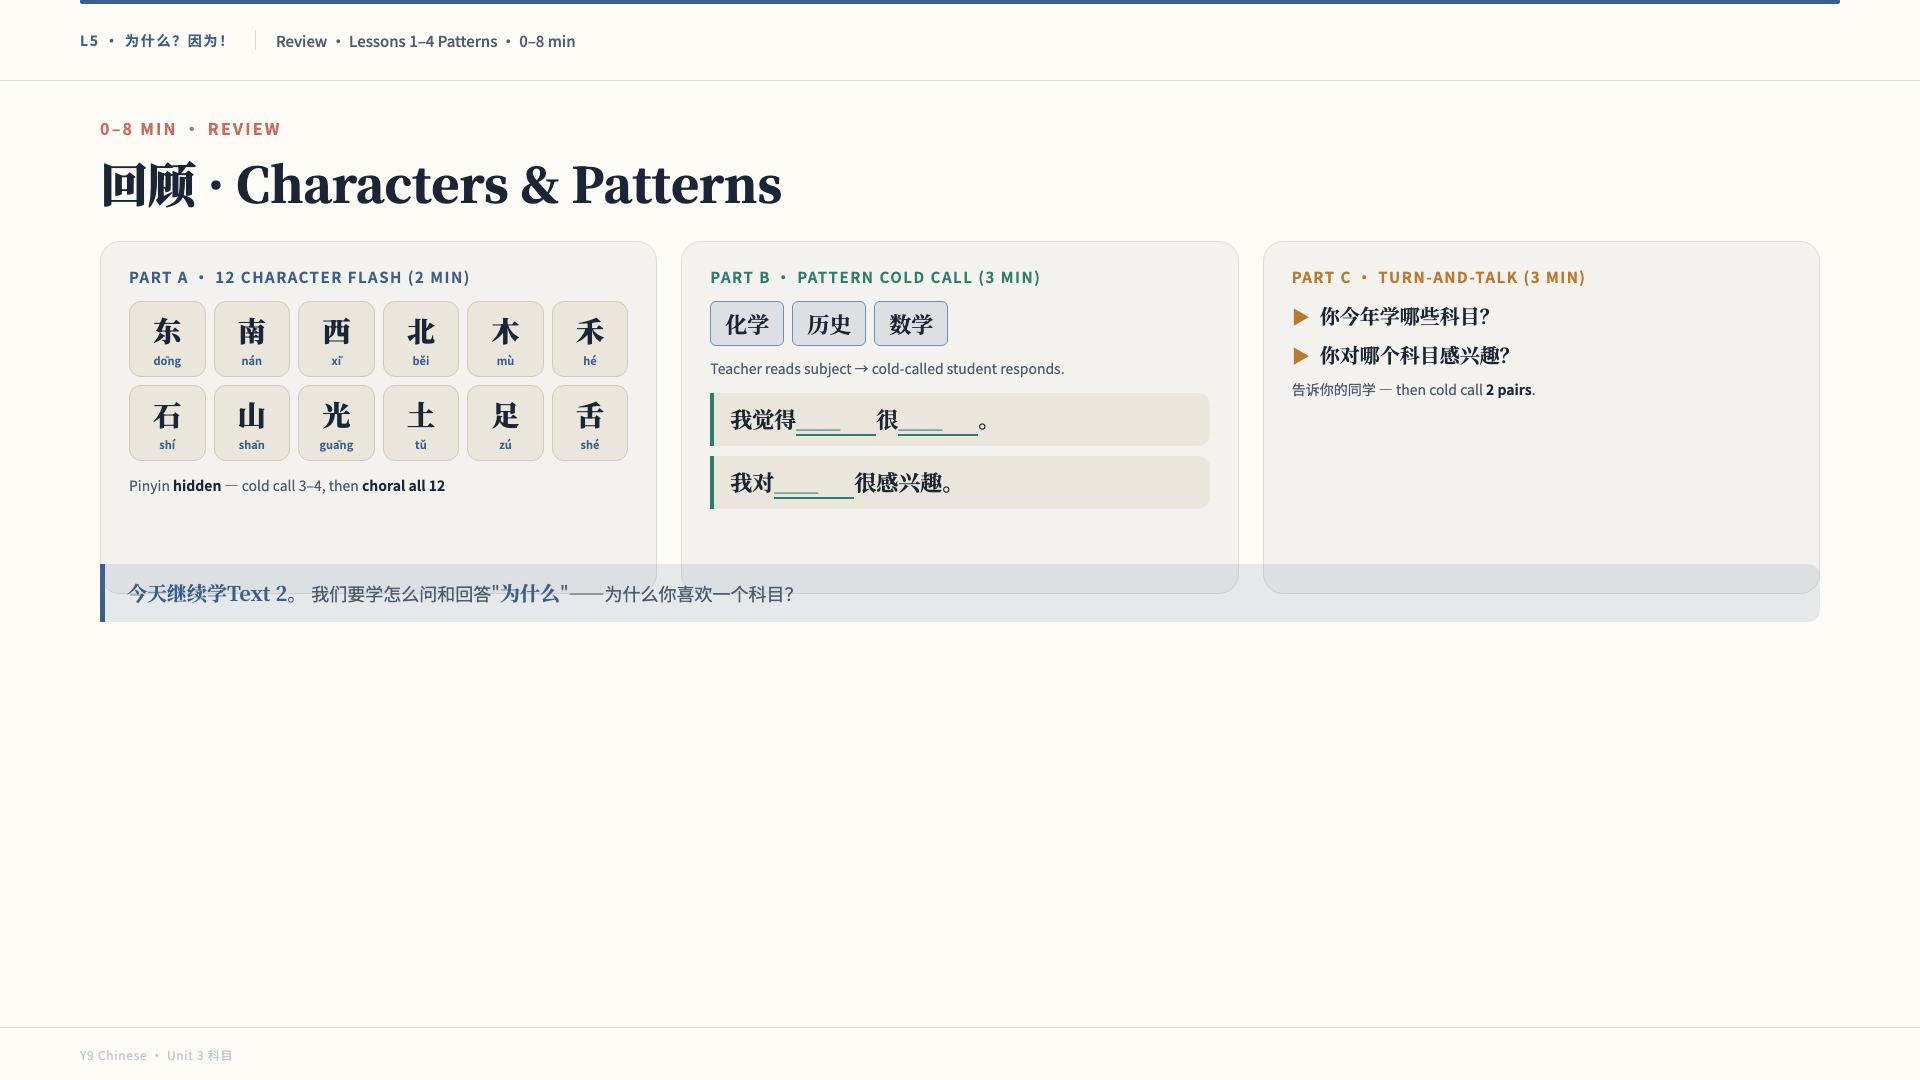 L5 • 为什么？因为！
Review • Lessons 1–4 Patterns • 0–8 min
0–8 MIN • REVIEW
回顾 · Characters & Patterns
PART A • 12 CHARACTER FLASH (2 MIN)
东 南 西 北 木 禾
dōng nán xī běi mù hé
石 山 光 土 足 舌
shí shān guāng tǔ zú shé
Pinyin hidden — cold call 3–4, then choral all 12
PART B • PATTERN COLD CALL (3 MIN)
化学 历史 数学
Teacher reads subject → cold-called student responds.
我觉得____很____。
我对____很感兴趣。
PART C • TURN-AND-TALK (3 MIN)
▶ 你今年学哪些科目？
▶ 你对哪个科目感兴趣？
告诉你的同学 — then cold call 2 pairs.
今天继续学Text 2。 我们要学怎么问和回答"为什么"——为什么你喜欢一个科目？
Y9 Chinese • Unit 3 科目